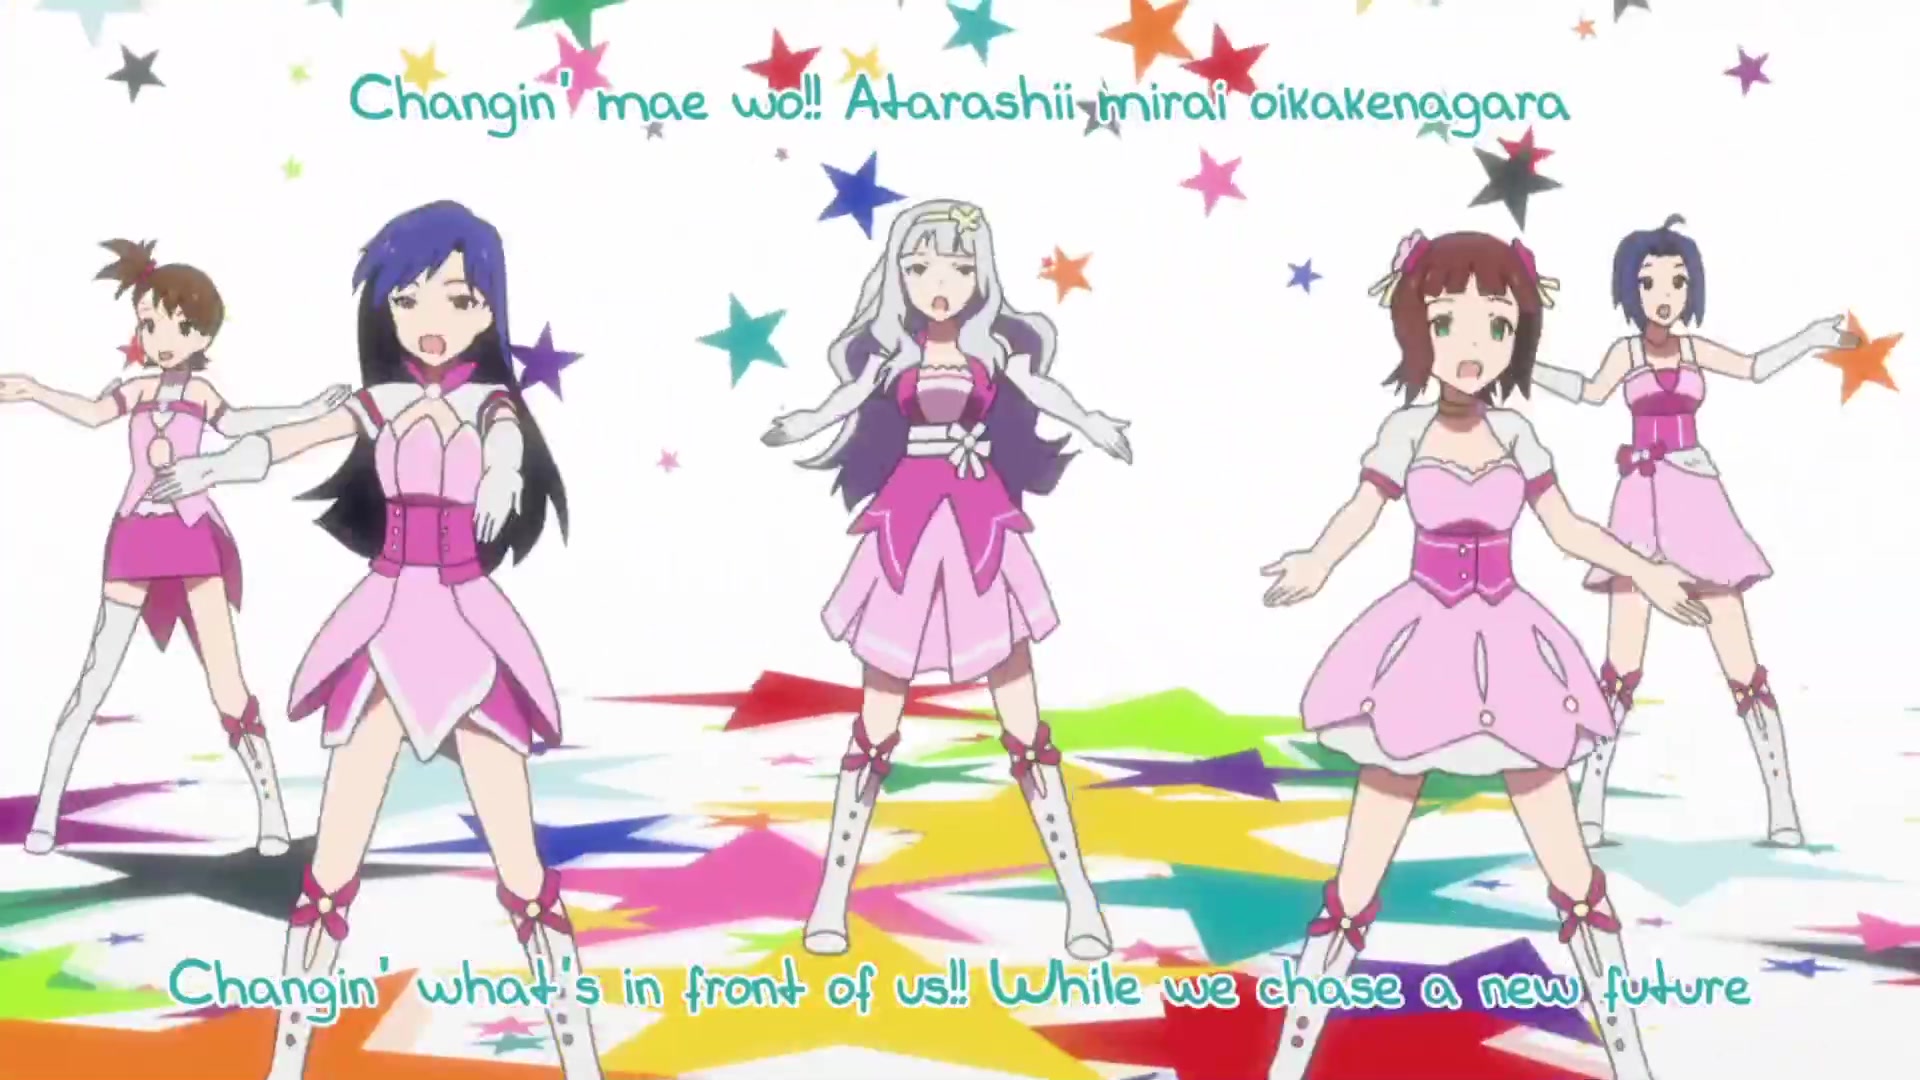 Changin' mae wo!! Atarashii mirai oikakenagara
Changin' what's in front of us!! While we chase a new future